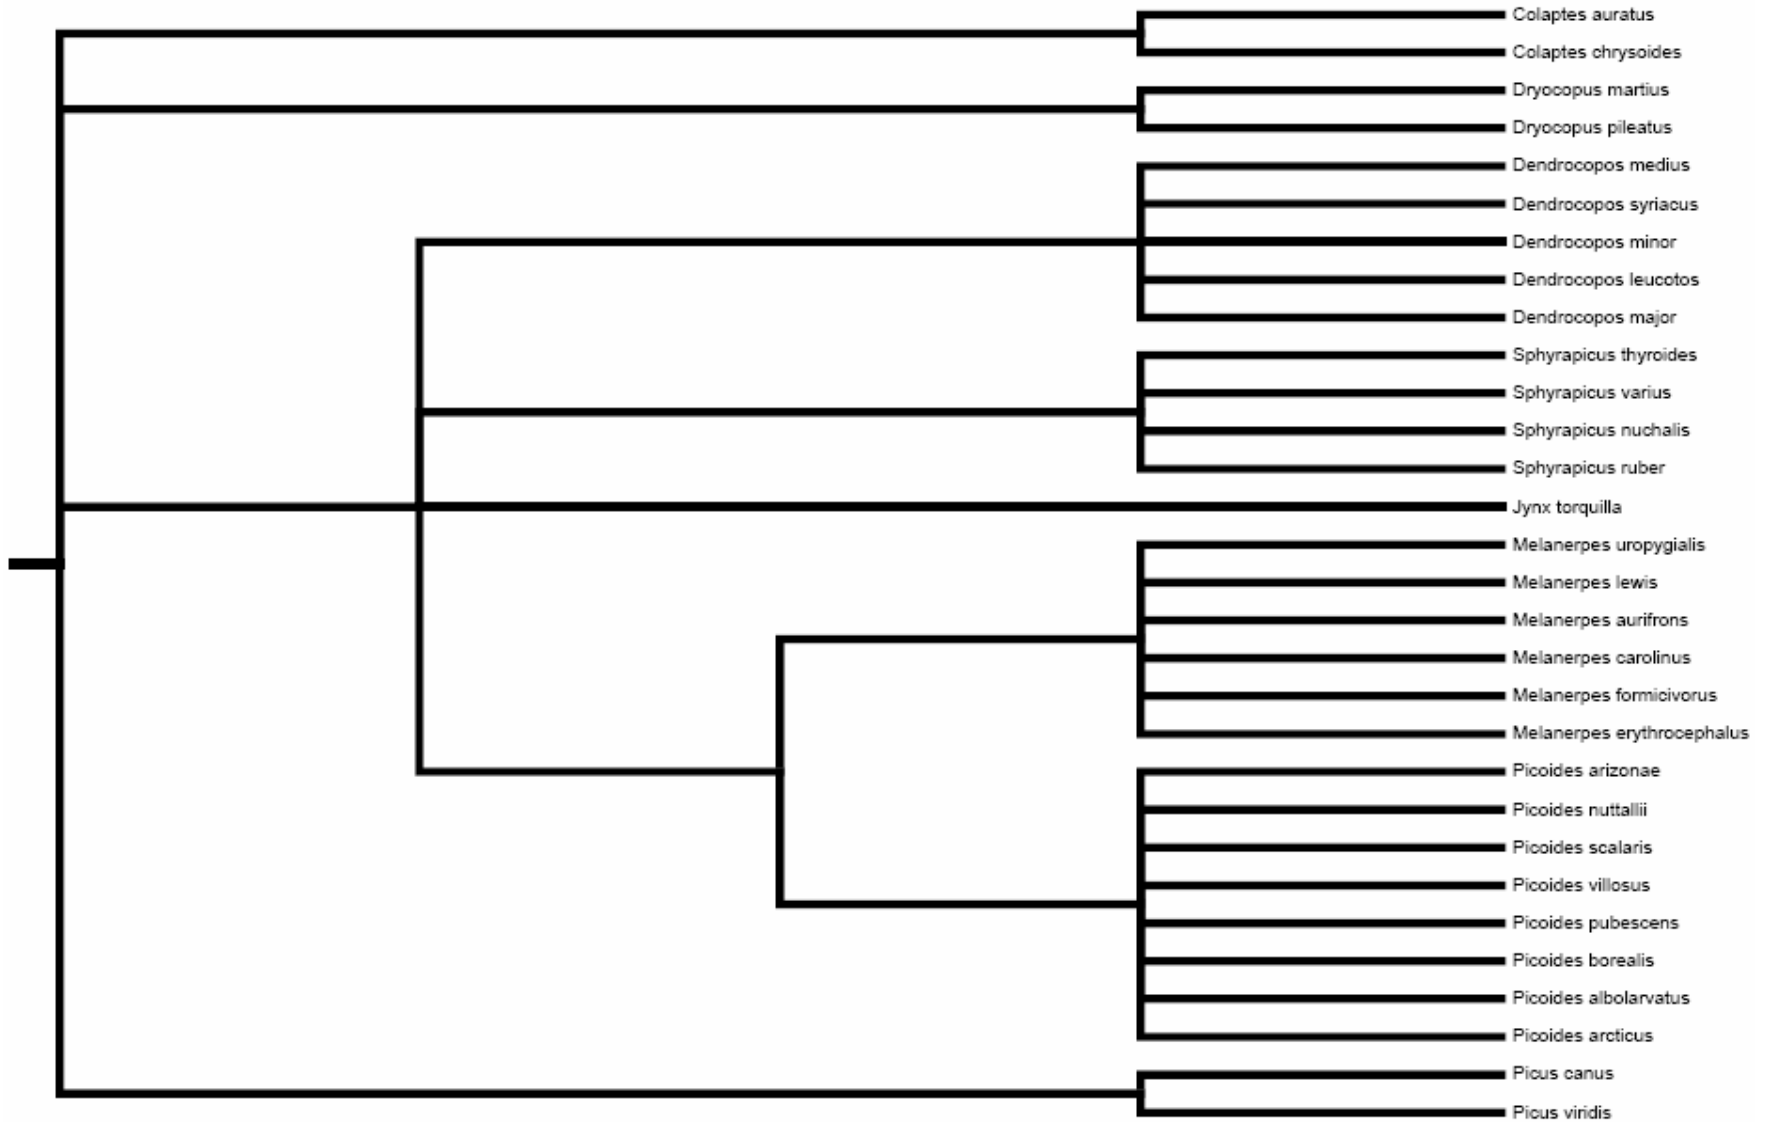 Colaptes auratus
Colaptes chrysoides
Dryocopus martius
Dryocopus pileatus
Dendrocopos medius
Dendrocopos syriacus
Dendrocopos minor
Dendrocopos leucotos
Dendrocopos major
Sphyrapicus thyroides
Sphyrapicus varius
Sphyrapicus nuchalis
Sphyrapicus ruber
Jynx torquilla
Melanerpes uropygialis
Melanerpes lewis
Melanerpes aurifrons
Melanerpes carolinus
Melanerpes formicivorus
Melanerpes erythrocephalus
Picoides arizonae
Picoides nuttallii
Picoides scalaris
Picoides villosus
Picoides pubescens
Picoides borealis
Picoides albolarvatus
Picoides arcticus
Picus canus
Picus viridis